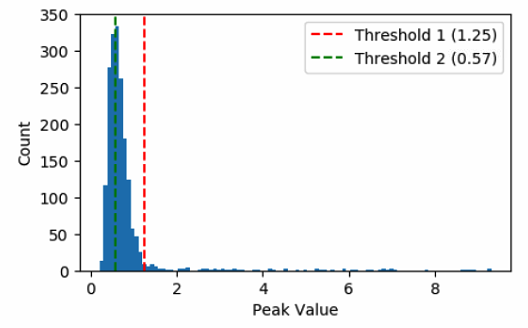 350
300
250
200
150
100
50
0
Count
Threshold 1 (1.25)
Threshold 2 (0.57)
0 2 4 6 8
Peak Value